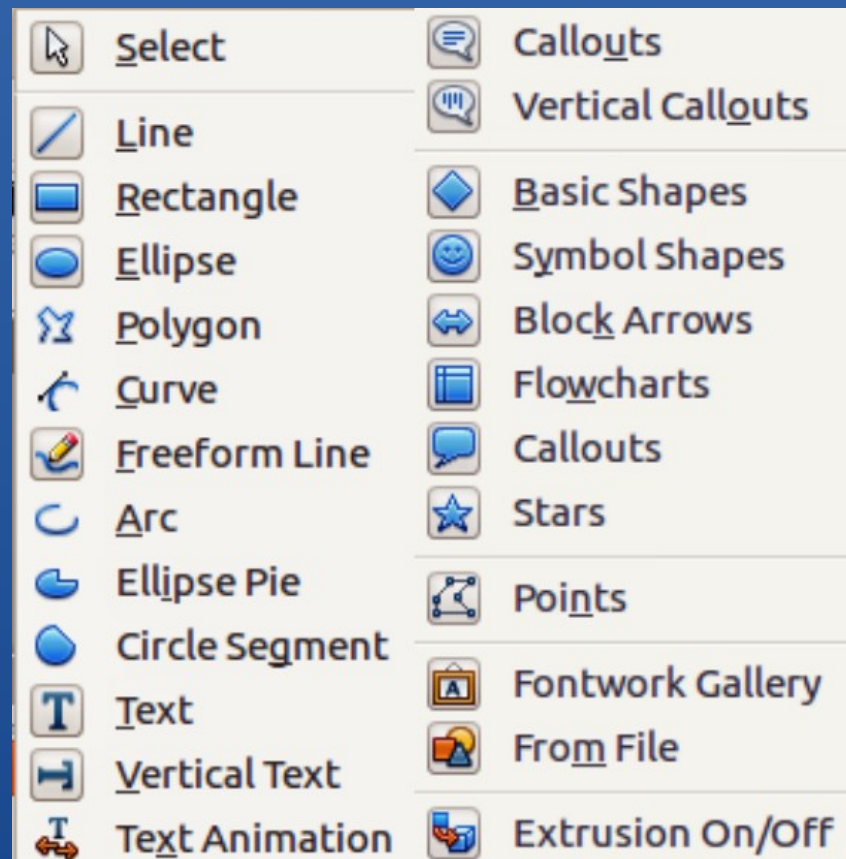 Select
Line
Rectangle
Ellipse
Polygon
Curve
Freeform Line
Arc
Ellipse Pie
Circle Segment
Text
Vertical Text
Text Animation
Callouts
Vertical Callouts
Basic Shapes
Symbol Shapes
Block Arrows
Flowcharts
Callouts
Stars
Points
Fontwork Gallery
From File
Extrusion On/Off